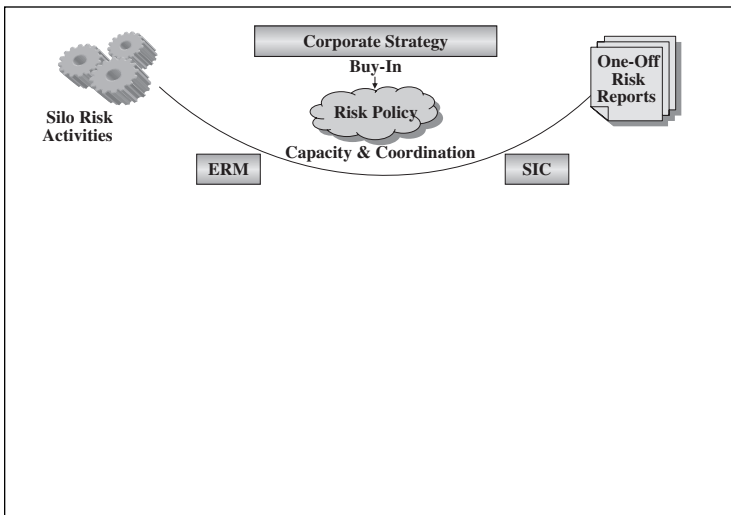 Corporate Strategy
Buy-In
Risk Policy
Capacity & Coordination
Silo Risk
Activities
One-Off
Risk
Reports
ERM
SIC